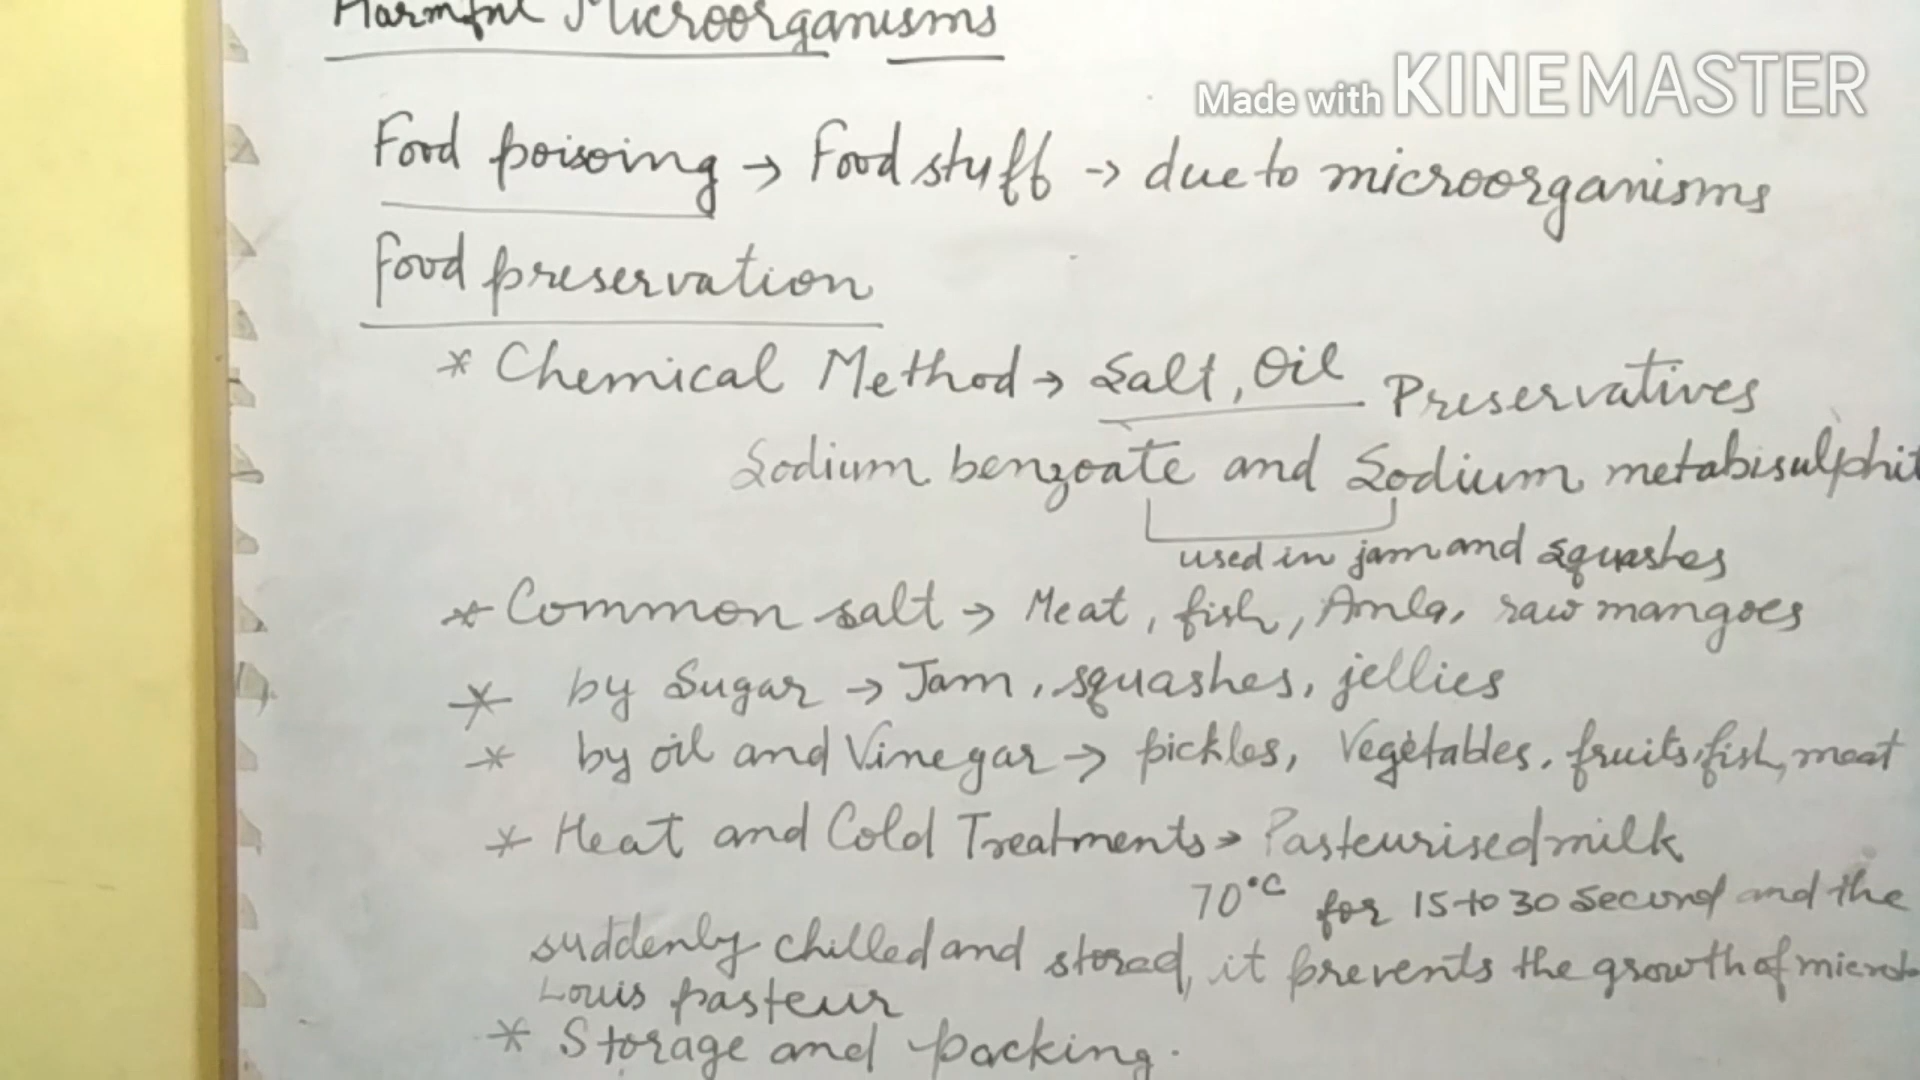 Harmful Microorganisms
Made with KINEMASTER
Food poisoing → Food stuff → due to microorganisms
Food preservation
* Chemical Method → Salt, Oil Preservatives
Sodium benzoate and Sodium metabisulphit
used in jam and squashes
* Common salt → Meat, fish, Amla, raw mangoes
* by Sugar → Jam, squashes, jellies
* by oil and Vinegar → pickles, Vegetables, fruits, fish, meat
* Heat and Cold Treatments → Pasteurised milk
70°C for 15 to 30 Second and the
suddenly chilled and stored, it prevents the growth of microb
Louis pasteur
* Storage and packing.